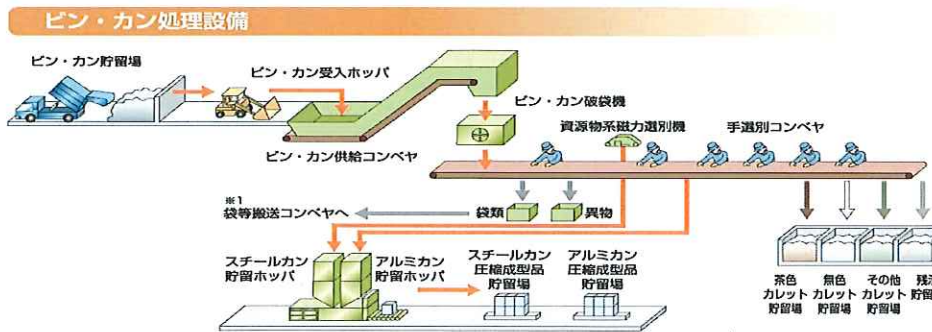 ビン・カン処理設備
ビン・カン貯留場
ビン・カン受入ホッパ
ビン・カン破袋機
資源物系磁力選別機
手選別コンベヤ
ビン・カン供給コンベヤ
※1
袋等搬送コンベヤへ
袋類
異物
スチールカン
貯留ホッパ
アルミカン
貯留ホッパ
スチールカン
圧縮成型品
貯留場
アルミカン
圧縮成型品
貯留場
茶色
カレット
貯留場
無色
カレット
貯留場
その他
カレット
貯留場
残渣
貯留